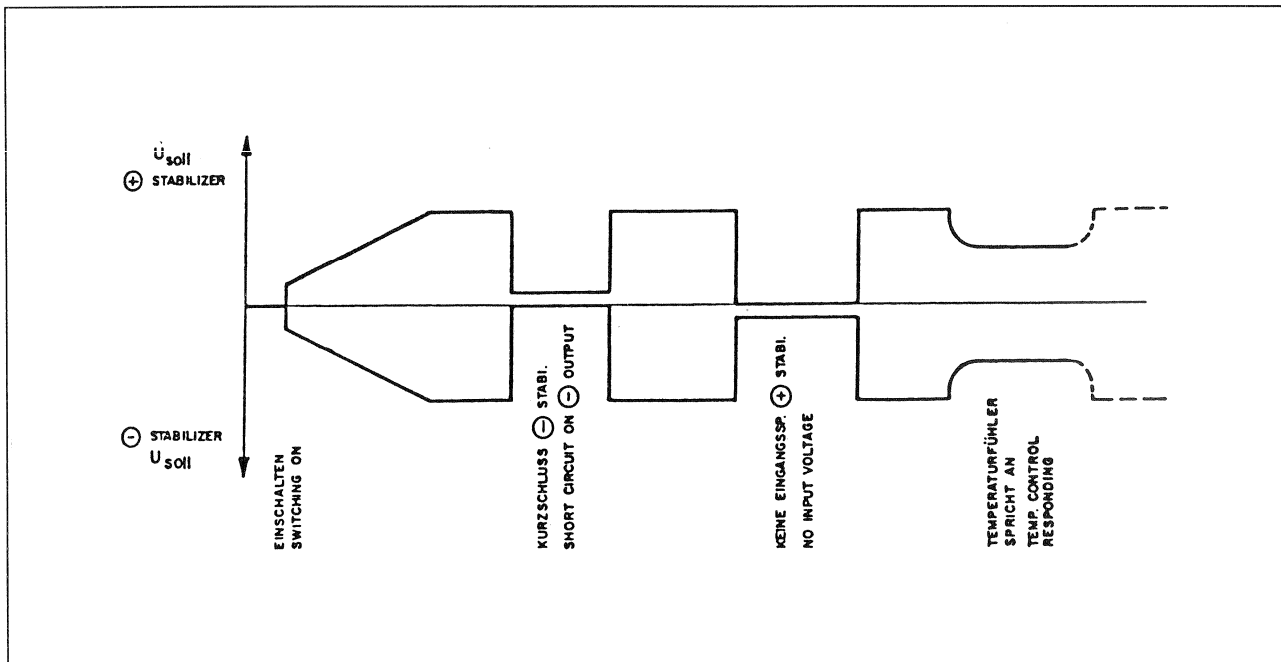 U soll
⊕ STABILIZER
⊖ STABILIZER
U soll
EINSCHALTEN
SWITCHING ON
KURZSCHLUSS ⊖ STABI.
SHORT CIRCUIT ON ⊖ OUTPUT
KEINE EINGANGSSP. ⊕ STABI.
NO INPUT VOLTAGE
TEMPERATURFÜHLER
SPRICHT AN
TEMP. CONTROL
RESPONDING